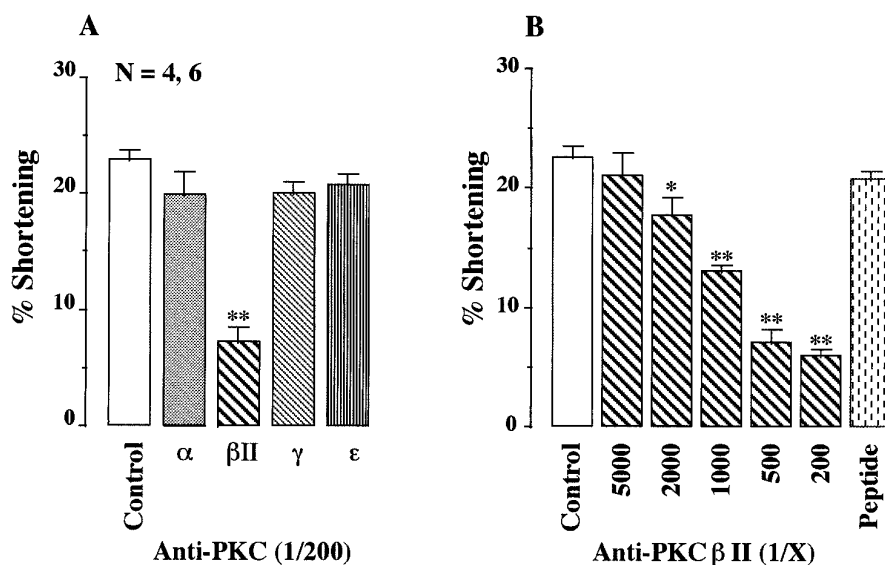 A
N = 4, 6
% Shortening
30
20
10
0
**
Control
α
βII
γ
ε
Anti-PKC (1/200)
B
% Shortening
30
20
10
0
*
**
**
**
Control
5000
2000
1000
500
200
Peptide
Anti-PKC β II (1/X)